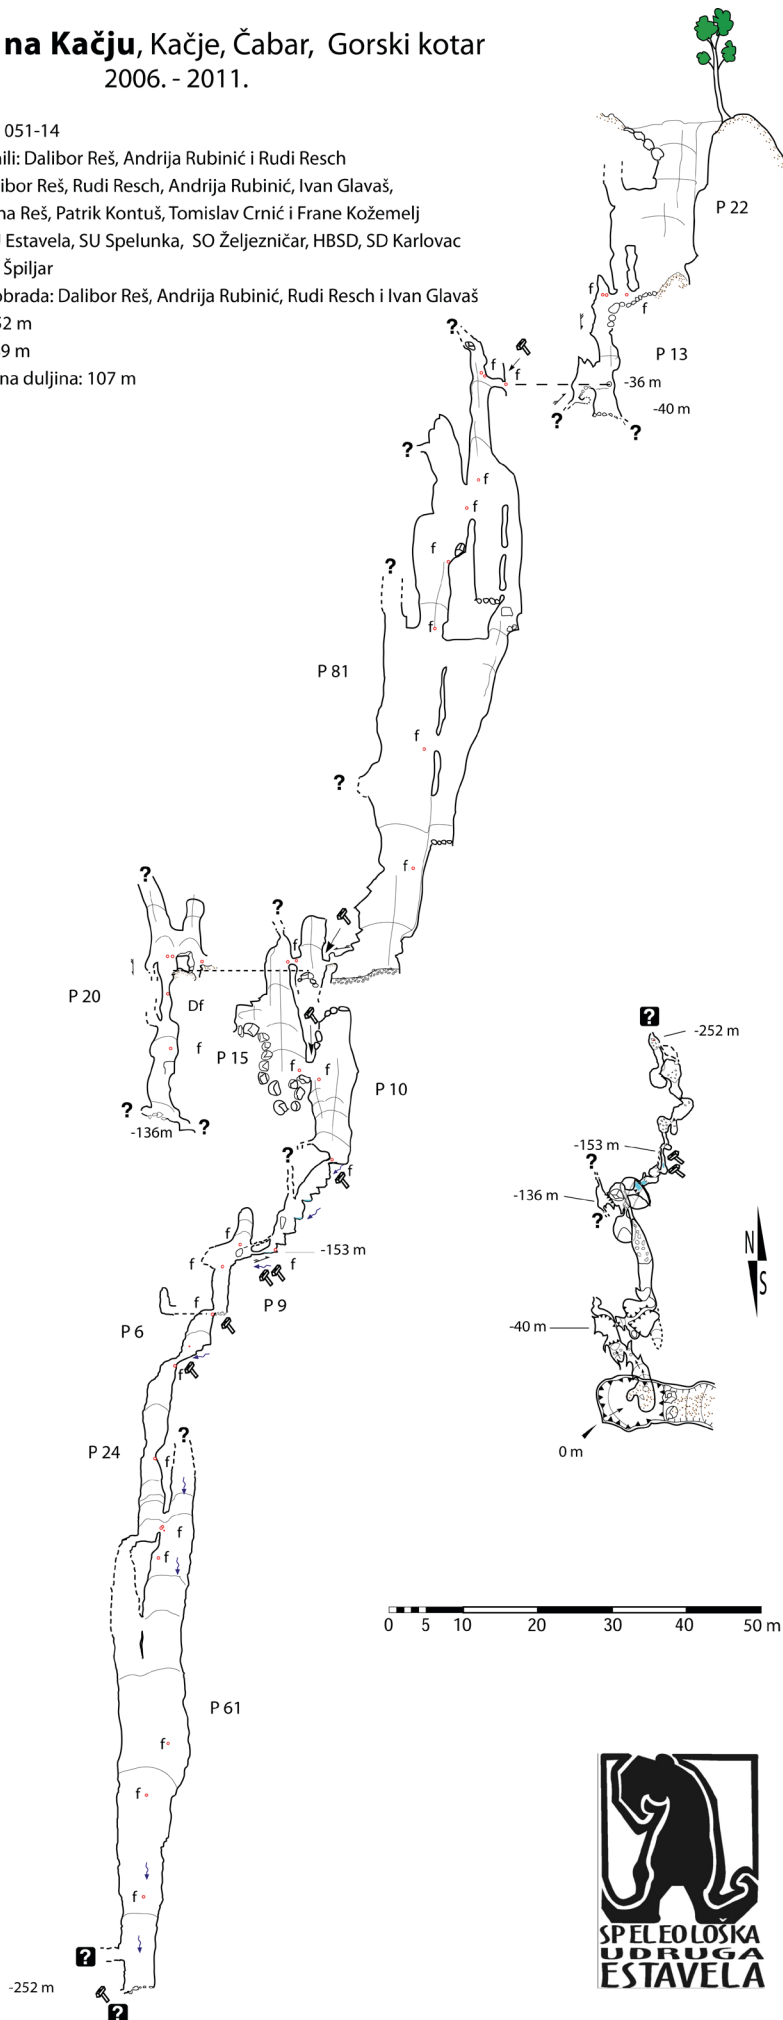 na Kačju, Kačje, Čabar, Gorski kotar
2006. - 2011.
051-14
ili: Dalibor Reš, Andrija Rubinić i Rudi Resch
ibor Reš, Rudi Resch, Andrija Rubinić, Ivan Glavaš,
na Reš, Patrik Kontuš, Tomislav Crnić i Frane Kožemelj
Estavela, SU Spelunka, SO Željezničar, HBSD, SD Karlovac
Špiljar
obrada: Dalibor Reš, Andrija Rubinić, Rudi Resch i Ivan Glavaš
52 m
9 m
na duljina: 107 m
P 22
f
f
P 13
?
f
f
-36 m
-40 m
?
?
?
f
f
f
?
f
P 81
f
?
f
?
?
f
P 20
Df
f
P 15
f
f
P 10
?
?
-136m
?
f
f
-153 m
f
f
P 9
f
P 6
f
P 24
?
f
f
f
P 61
f
f
f
?
-252 m
?
?
-252 m
-153 m
?
-136 m
?
N
S
-40 m
0 m
0 5 10 20 30 40 50 m
SPELEOLOŠKA
UDRUGA
ESTAVELA